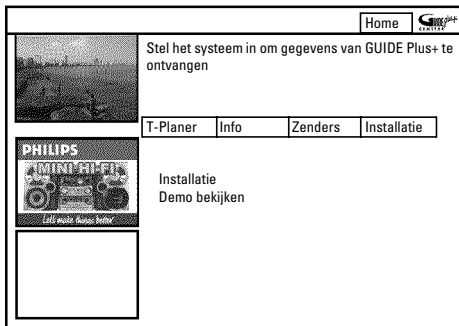 Home GUIDE Plus+
GEMSTAR
Stel het systeem in om gegevens van GUIDE Plus+ te
ontvangen
T-Planer Info Zenders Installatie
PHILIPS
MINI HI-FI
Let's make things better
Installatie
Demo bekijken